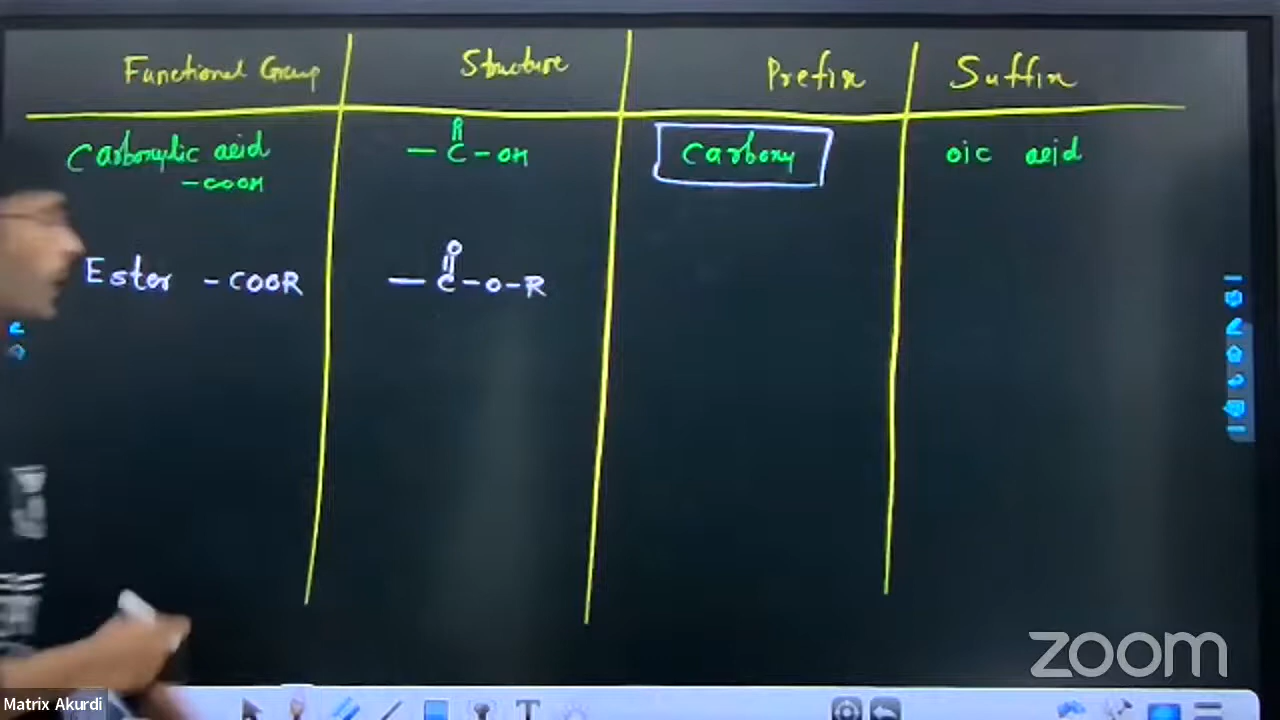 Functional Group Structure Prefix Suffix
Carboxylic acid O Carboxy oic acid
-COOH -C-OH
O
Ester -COOR -C-O-R
zoom
Matrix Akurdi
T